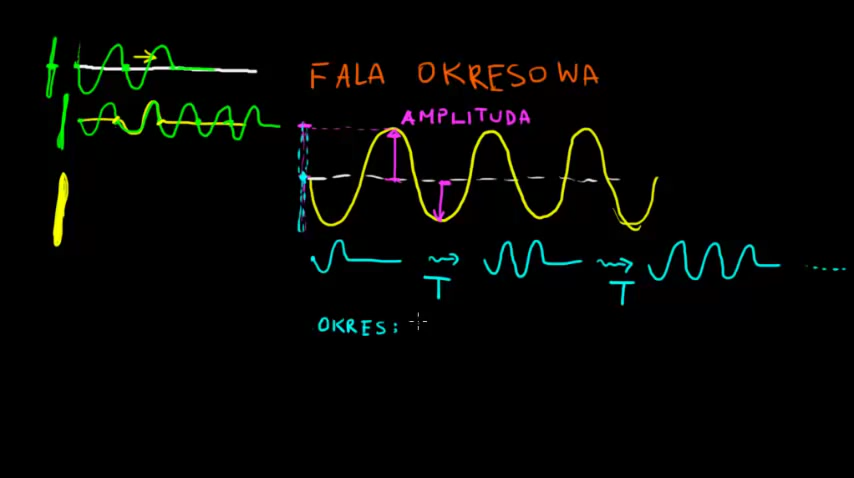 FALA OKRESOWA
AMPLITUDA
T
T
OKRES: